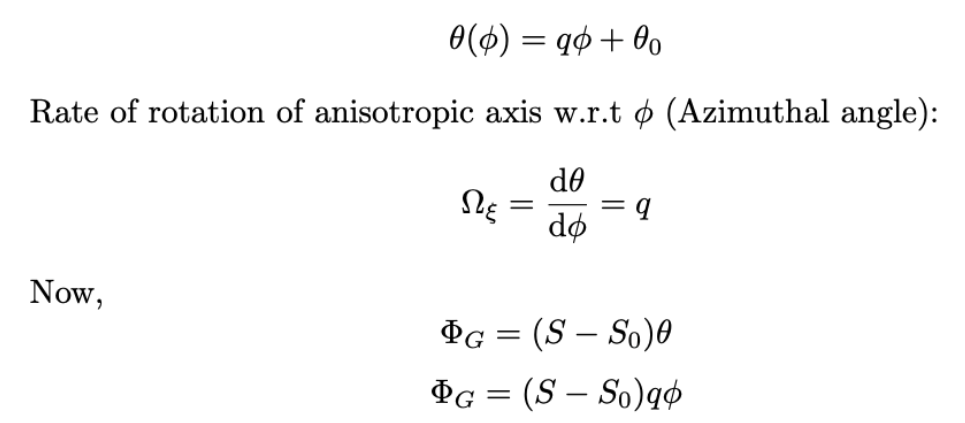 θ(ϕ) = qϕ + θ₀
Rate of rotation of anisotropic axis w.r.t ϕ (Azimuthal angle):
Ω_ξ = dθ/dϕ = q
Now,
Φ_G = (S − S₀)θ
Φ_G = (S − S₀)qϕ